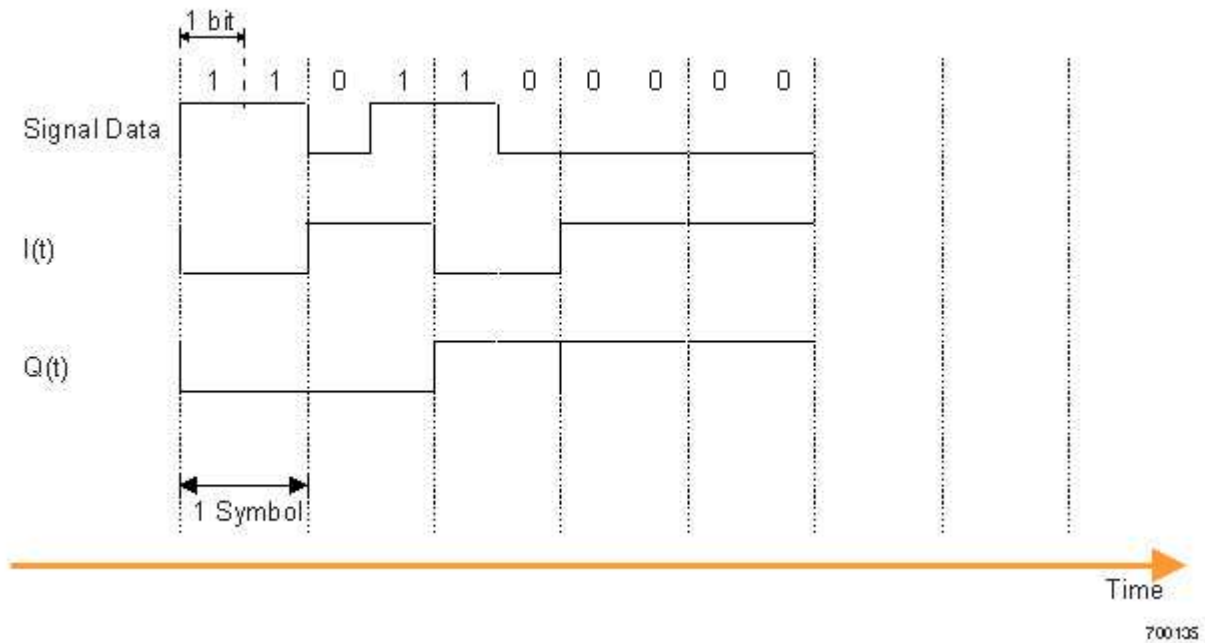 1 bit
1 1 0 1 1 0 0 0 0 0
Signal Data
I(t)
Q(t)
1 Symbol
Time
700135